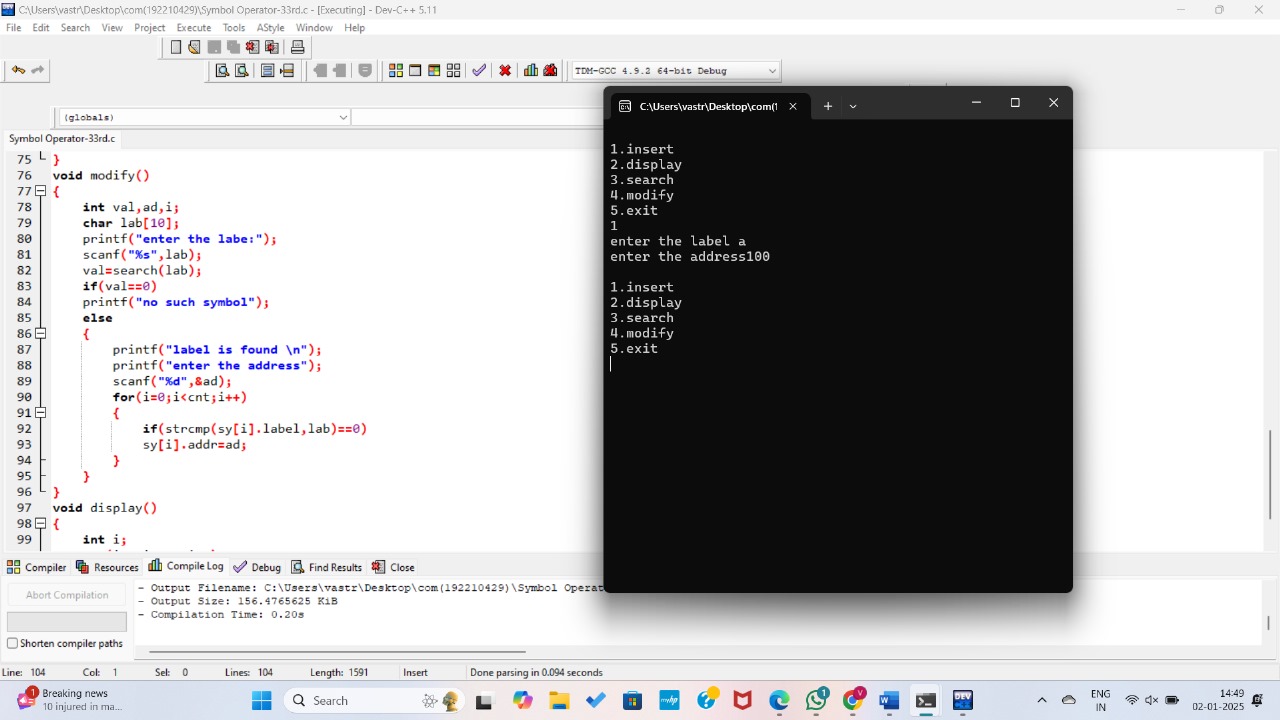 C:\Users\vastr\Desktop\com(192210429)\Symbol Operator-33rd.c - [Executing] - Dev-C++ 5.11
File Edit Search View Project Execute Tools AStyle Window Help
TDM-GCC 4.9.2 64-bit Debug
(globals)
Symbol Operator-33rd.c
75 }
76 void modify()
77 {
78 int val,ad,i;
79 char lab[10];
80 printf("enter the labe:");
81 scanf("%s",lab);
82 val=search(lab);
83 if(val==0)
84 printf("no such symbol");
85 else
86 {
87 printf("label is found \n");
88 printf("enter the address");
89 scanf("%d",&ad);
90 for(i=0;i<cnt;i++)
91 {
92 if(strcmp(sy[i].label,lab)==0)
93 sy[i].addr=ad;
94 }
95 }
96 }
97 void display()
98 {
99 int i;
C:\Users\vastr\Desktop\com(1
1.insert
2.display
3.search
4.modify
5.exit
1
enter the label a
enter the address100
1.insert
2.display
3.search
4.modify
5.exit
Compiler Resources Compile Log Debug Find Results Close
Abort Compilation
Shorten compiler paths
- Output Filename: C:\Users\vastr\Desktop\com(192210429)\Symbol Operat
- Output Size: 156.4765625 KiB
- Compilation Time: 0.20s
Line: 104 Col: 1 Sel: 0 Lines: 104 Length: 1591 Insert Done parsing in 0.094 seconds
1
Breaking news
10 injured in ma...
Search
mhp
1
V
DEV
ENG
IN
14:49
02-01-2025